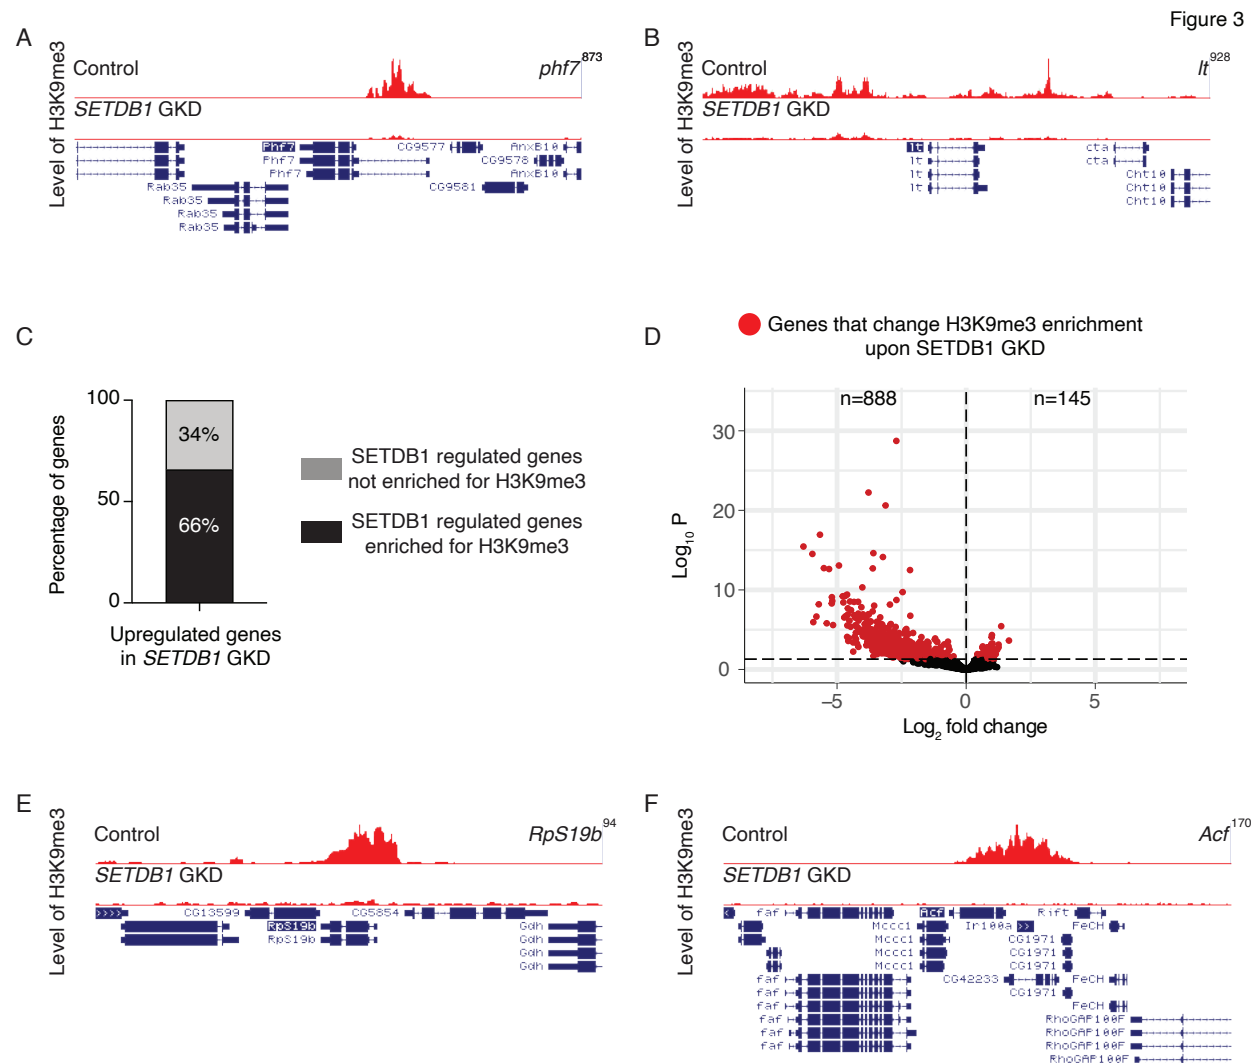 Figure 3
A
Level of H3K9me3
Control
phf7
873
SETDB1 GKD
Phf7
CG9577
AnxB10
Phf7
CG9578
Phf7
AnxB10
Rab35
CG9581
Rab35
Rab35
Rab35
B
Level of H3K9me3
Control
lt
928
SETDB1 GKD
lt
cta
lt
cta
lt
Cht10
lt
Cht10
Cht10
C
Percentage of genes
100
50
0
34%
66%
SETDB1 regulated genes
not enriched for H3K9me3
SETDB1 regulated genes
enriched for H3K9me3
Upregulated genes
in SETDB1 GKD
D
Genes that change H3K9me3 enrichment
upon SETDB1 GKD
n=888
n=145
Log10 P
30
20
10
0
–5
0
5
Log2 fold change
E
Level of H3K9me3
Control
RpS19b
94
SETDB1 GKD
CG13599
CG5854
RpS19b
Gdh
RpS19b
Gdh
Gdh
Gdh
F
Level of H3K9me3
Control
Acf
170
SETDB1 GKD
faf
Acf
Rift
Mccc1
Ir100a
FeCH
Mccc1
CG1971
Mccc1
CG1971
Mccc1
CG1971
faf
CG42233
FeCH
faf
CG1971
faf
FeCH
faf
RhoGAP100F
faf
RhoGAP100F
faf
RhoGAP100F
RhoGAP100F